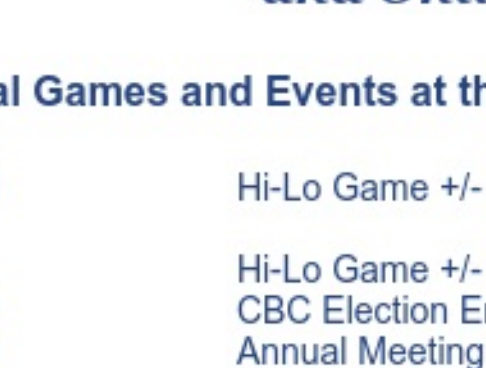 al Games and Events at th
Hi-Lo Game +/-
Hi-Lo Game +/-
CBC Election E
Annual Meeting